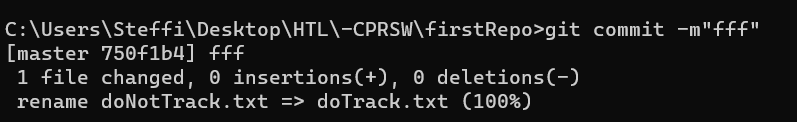 C:\Users\Steffi\Desktop\HTL\-CPRSW\firstRepo>git commit -m"fff"
[master 750f1b4] fff
 1 file changed, 0 insertions(+), 0 deletions(-)
 rename doNotTrack.txt => doTrack.txt (100%)